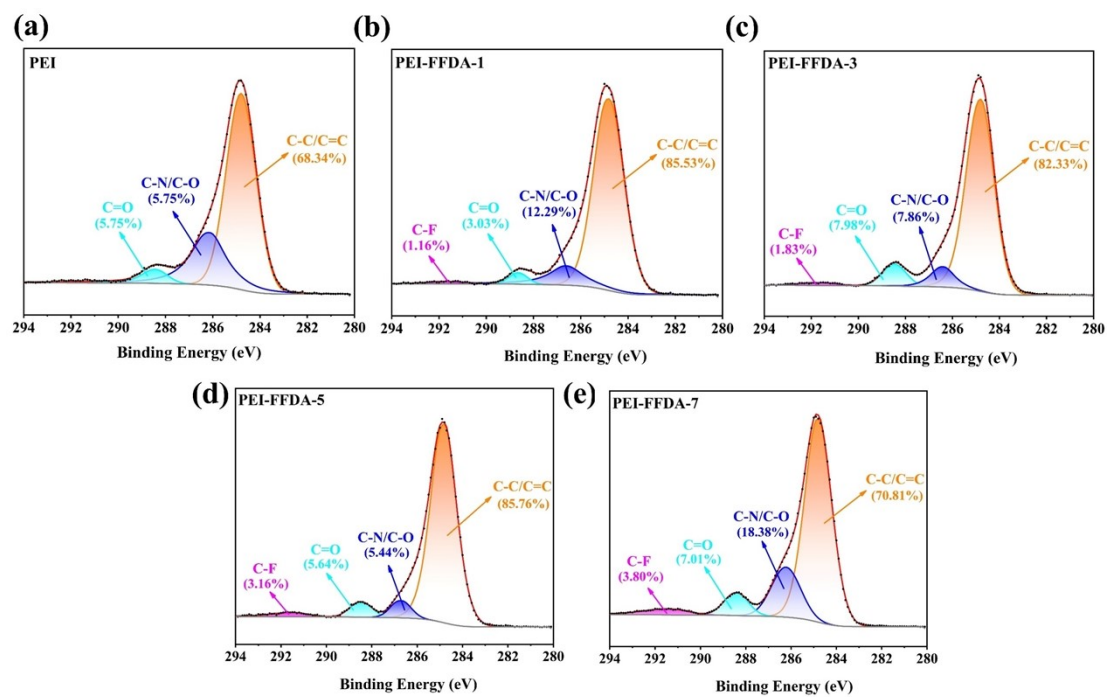 (a)
PEI
C-C/C=C
(68.34%)
C-N/C-O
(5.75%)
C=O
(5.75%)
294 292 290 288 286 284 282 280
Binding Energy (eV)
(b)
PEI-FFDA-1
C-C/C=C
(85.53%)
C-N/C-O
(12.29%)
C=O
(3.03%)
C-F
(1.16%)
294 292 290 288 286 284 282 280
Binding Energy (eV)
(c)
PEI-FFDA-3
C-C/C=C
(82.33%)
C-N/C-O
(7.86%)
C=O
(7.98%)
C-F
(1.83%)
294 292 290 288 286 284 282 280
Binding Energy (eV)
(d)
PEI-FFDA-5
C-C/C=C
(85.76%)
C-N/C-O
(5.44%)
C=O
(5.64%)
C-F
(3.16%)
294 292 290 288 286 284 282 280
Binding Energy (eV)
(e)
PEI-FFDA-7
C-C/C=C
(70.81%)
C-N/C-O
(18.38%)
C=O
(7.01%)
C-F
(3.80%)
294 292 290 288 286 284 282 280
Binding Energy (eV)